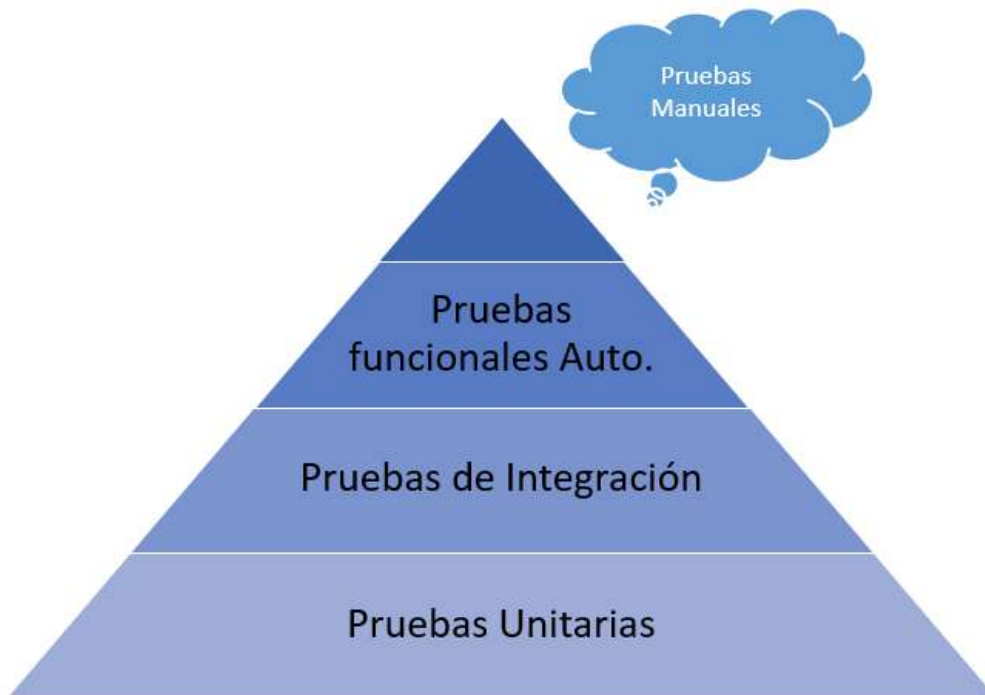 Pruebas
Manuales
Pruebas
funcionales Auto.
Pruebas de Integración
Pruebas Unitarias